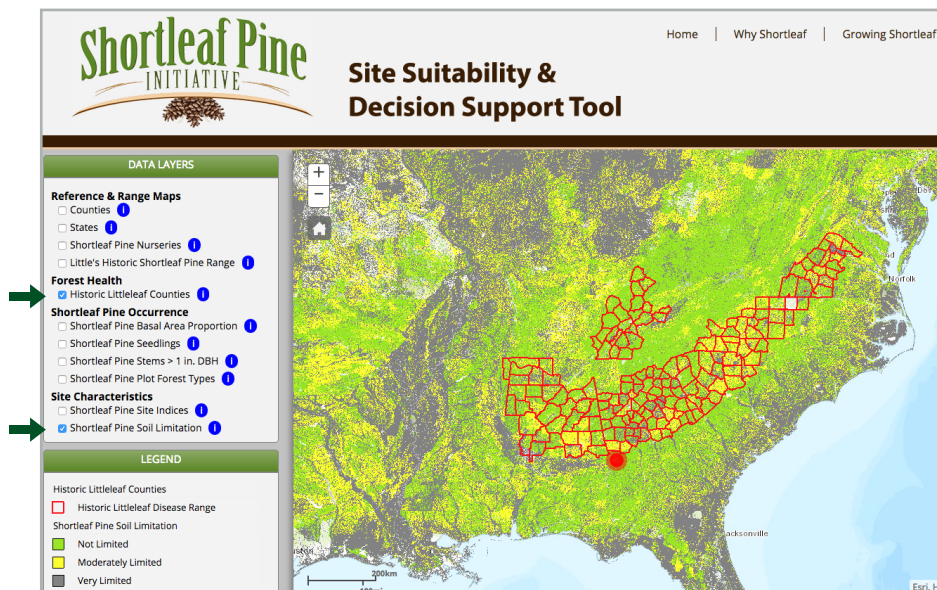 Shortleaf Pine
INITIATIVE
Home | Why Shortleaf | Growing Shortleaf
Site Suitability &
Decision Support Tool
DATA LAYERS
Reference & Range Maps
Counties i
States i
Shortleaf Pine Nurseries i
Little's Historic Shortleaf Pine Range i
Forest Health
Historic Littleleaf Counties i
Shortleaf Pine Occurrence
Shortleaf Pine Basal Area Proportion i
Shortleaf Pine Seedlings i
Shortleaf Pine Stems > 1 in. DBH i
Shortleaf Pine Plot Forest Types i
Site Characteristics
Shortleaf Pine Site Indices i
Shortleaf Pine Soil Limitation i
LEGEND
Historic Littleleaf Counties
Historic Littleleaf Disease Range
Shortleaf Pine Soil Limitation
Not Limited
Moderately Limited
Very Limited
+
−
Norfolk
acksonville
200km
Esri, H